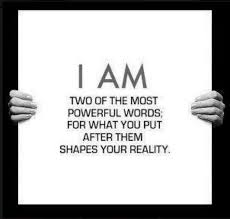 I AM
TWO OF THE MOST
POWERFUL WORDS;
FOR WHAT YOU PUT
AFTER THEM
SHAPES YOUR REALITY.